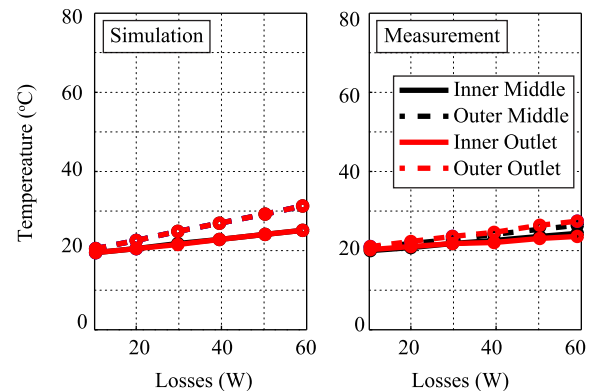 80
Simulation
60
40
20
0
20
40
60
Losses (W)
Tempereature (°C)
80
Measurement
60
Inner Middle
Outer Middle
Inner Outlet
Outer Outlet
40
20
0
20
40
60
Losses (W)